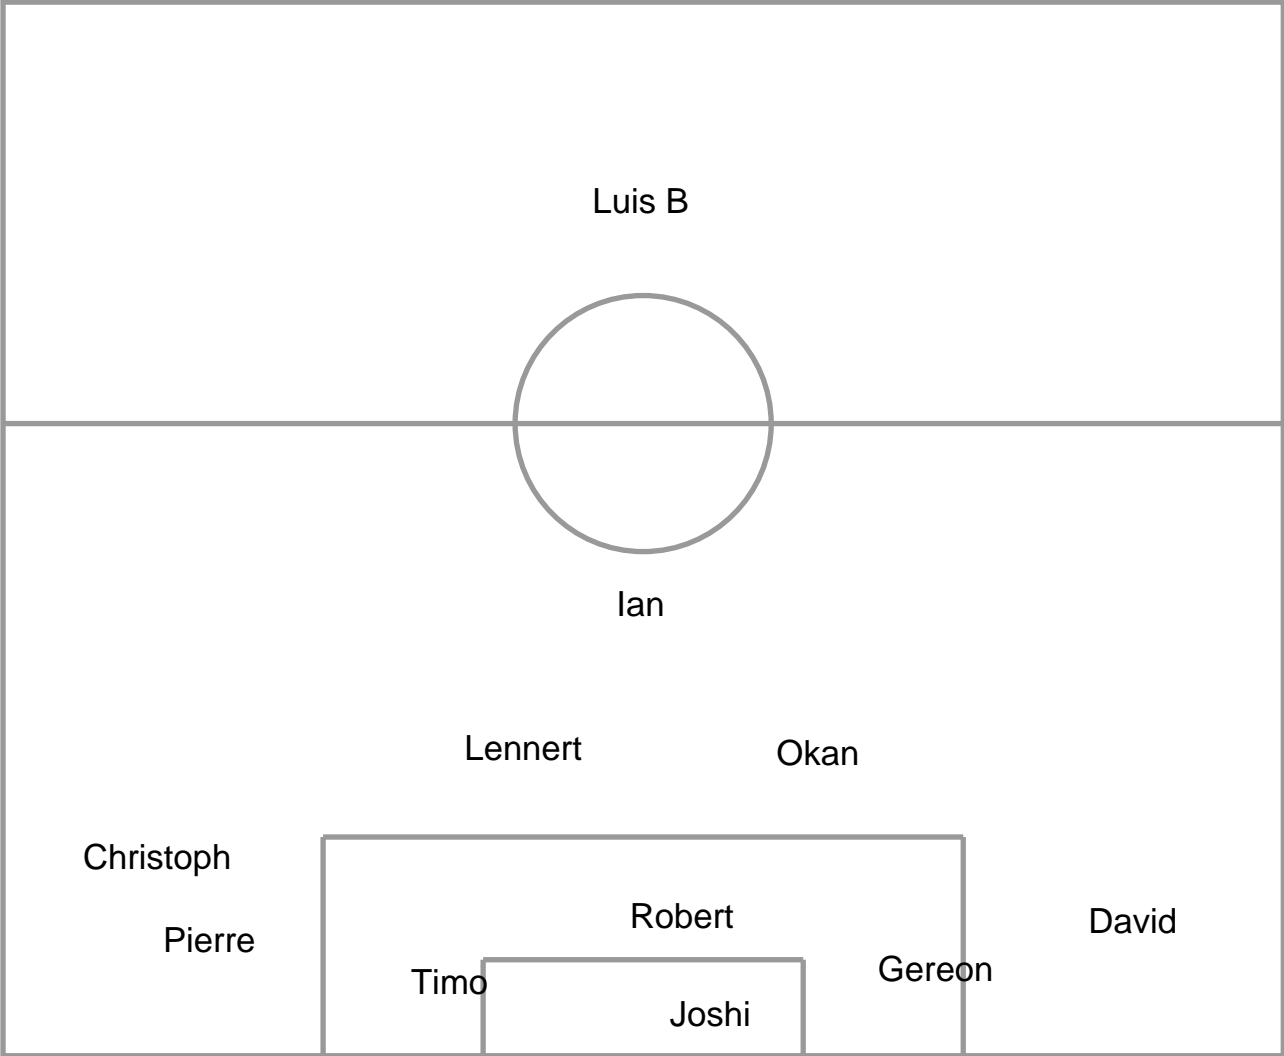 Luis B
Ian
Lennert
Okan
Christoph
Robert
David
Pierre
Gereon
Timo
Joshi